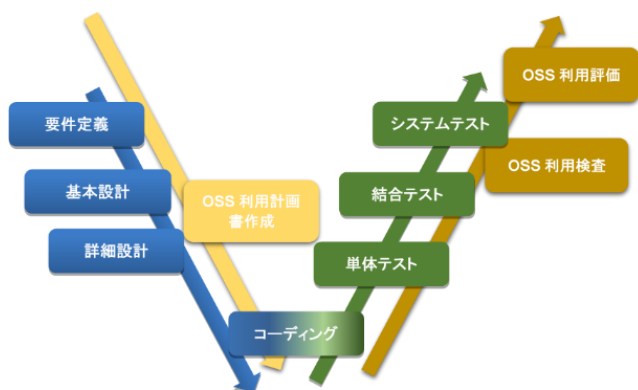 要件定義
基本設計
詳細設計
OSS 利用計画
書作成
コーディング
単体テスト
結合テスト
システムテスト
OSS 利用検査
OSS 利用評価